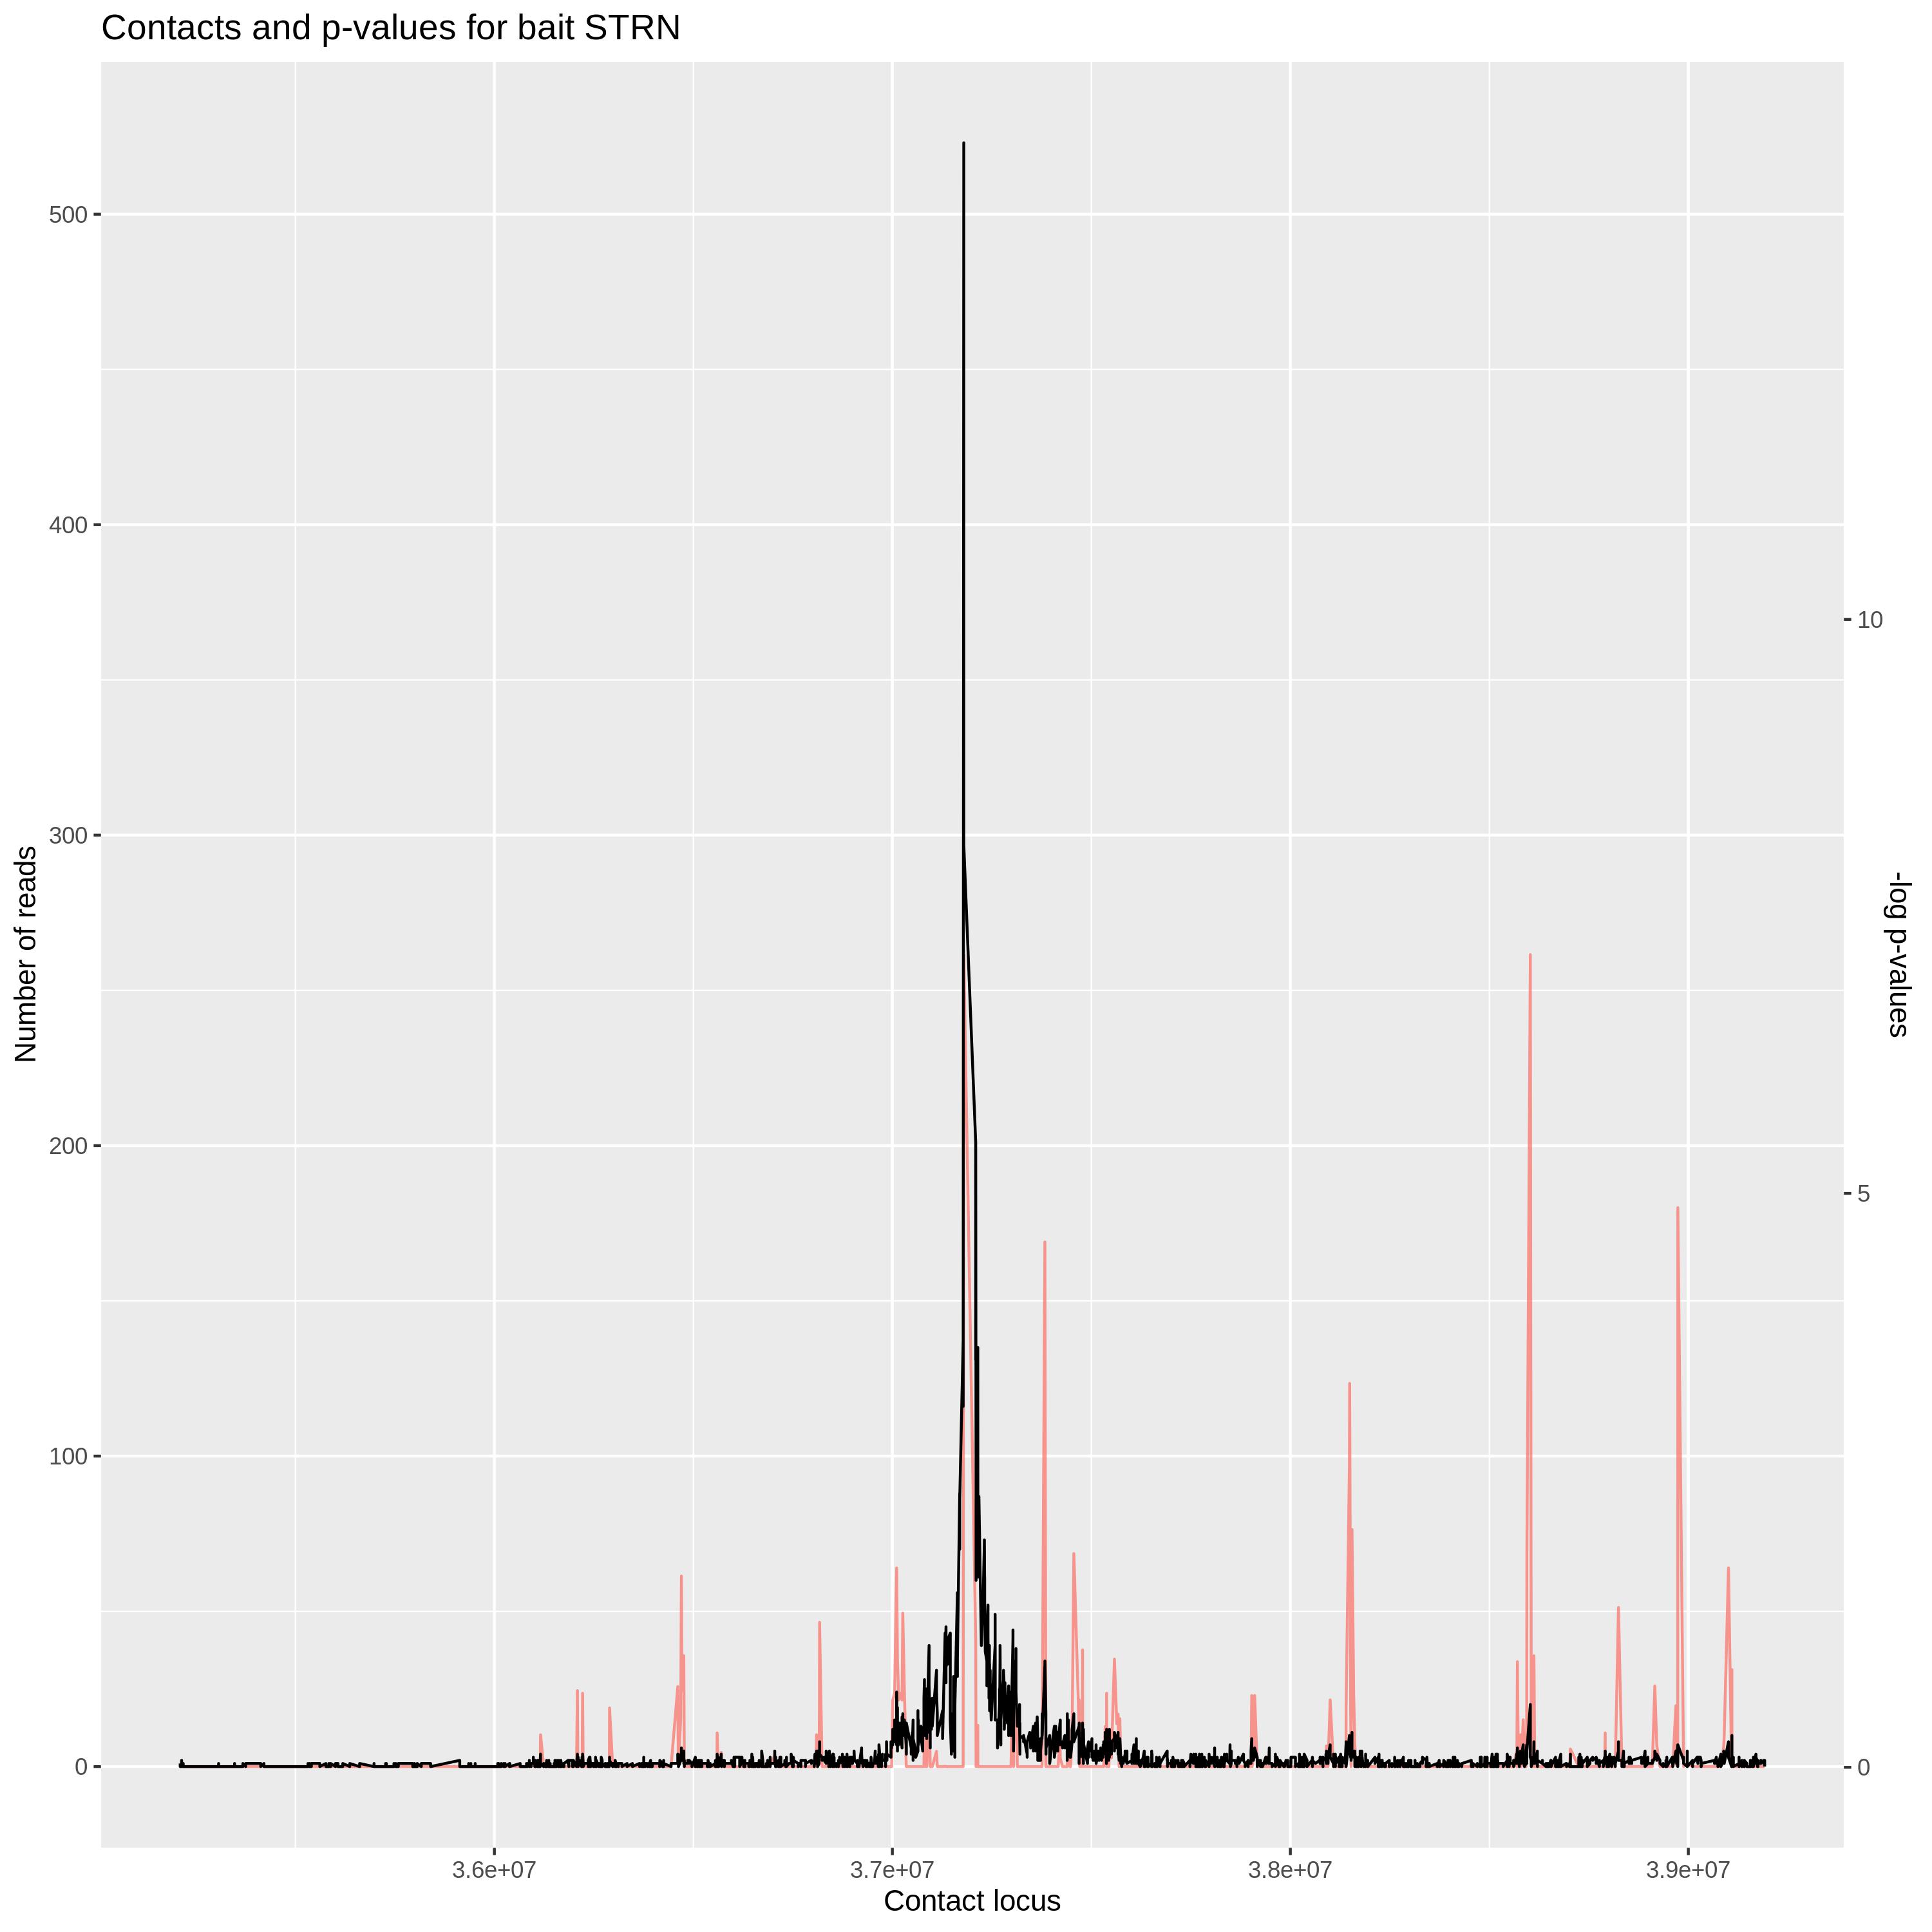 Contacts and p-values for bait STRN
Number of reads
500
400
300
200
100
0
10
5
0
-log p-values
3.6e+07
3.7e+07
3.8e+07
3.9e+07
Contact locus